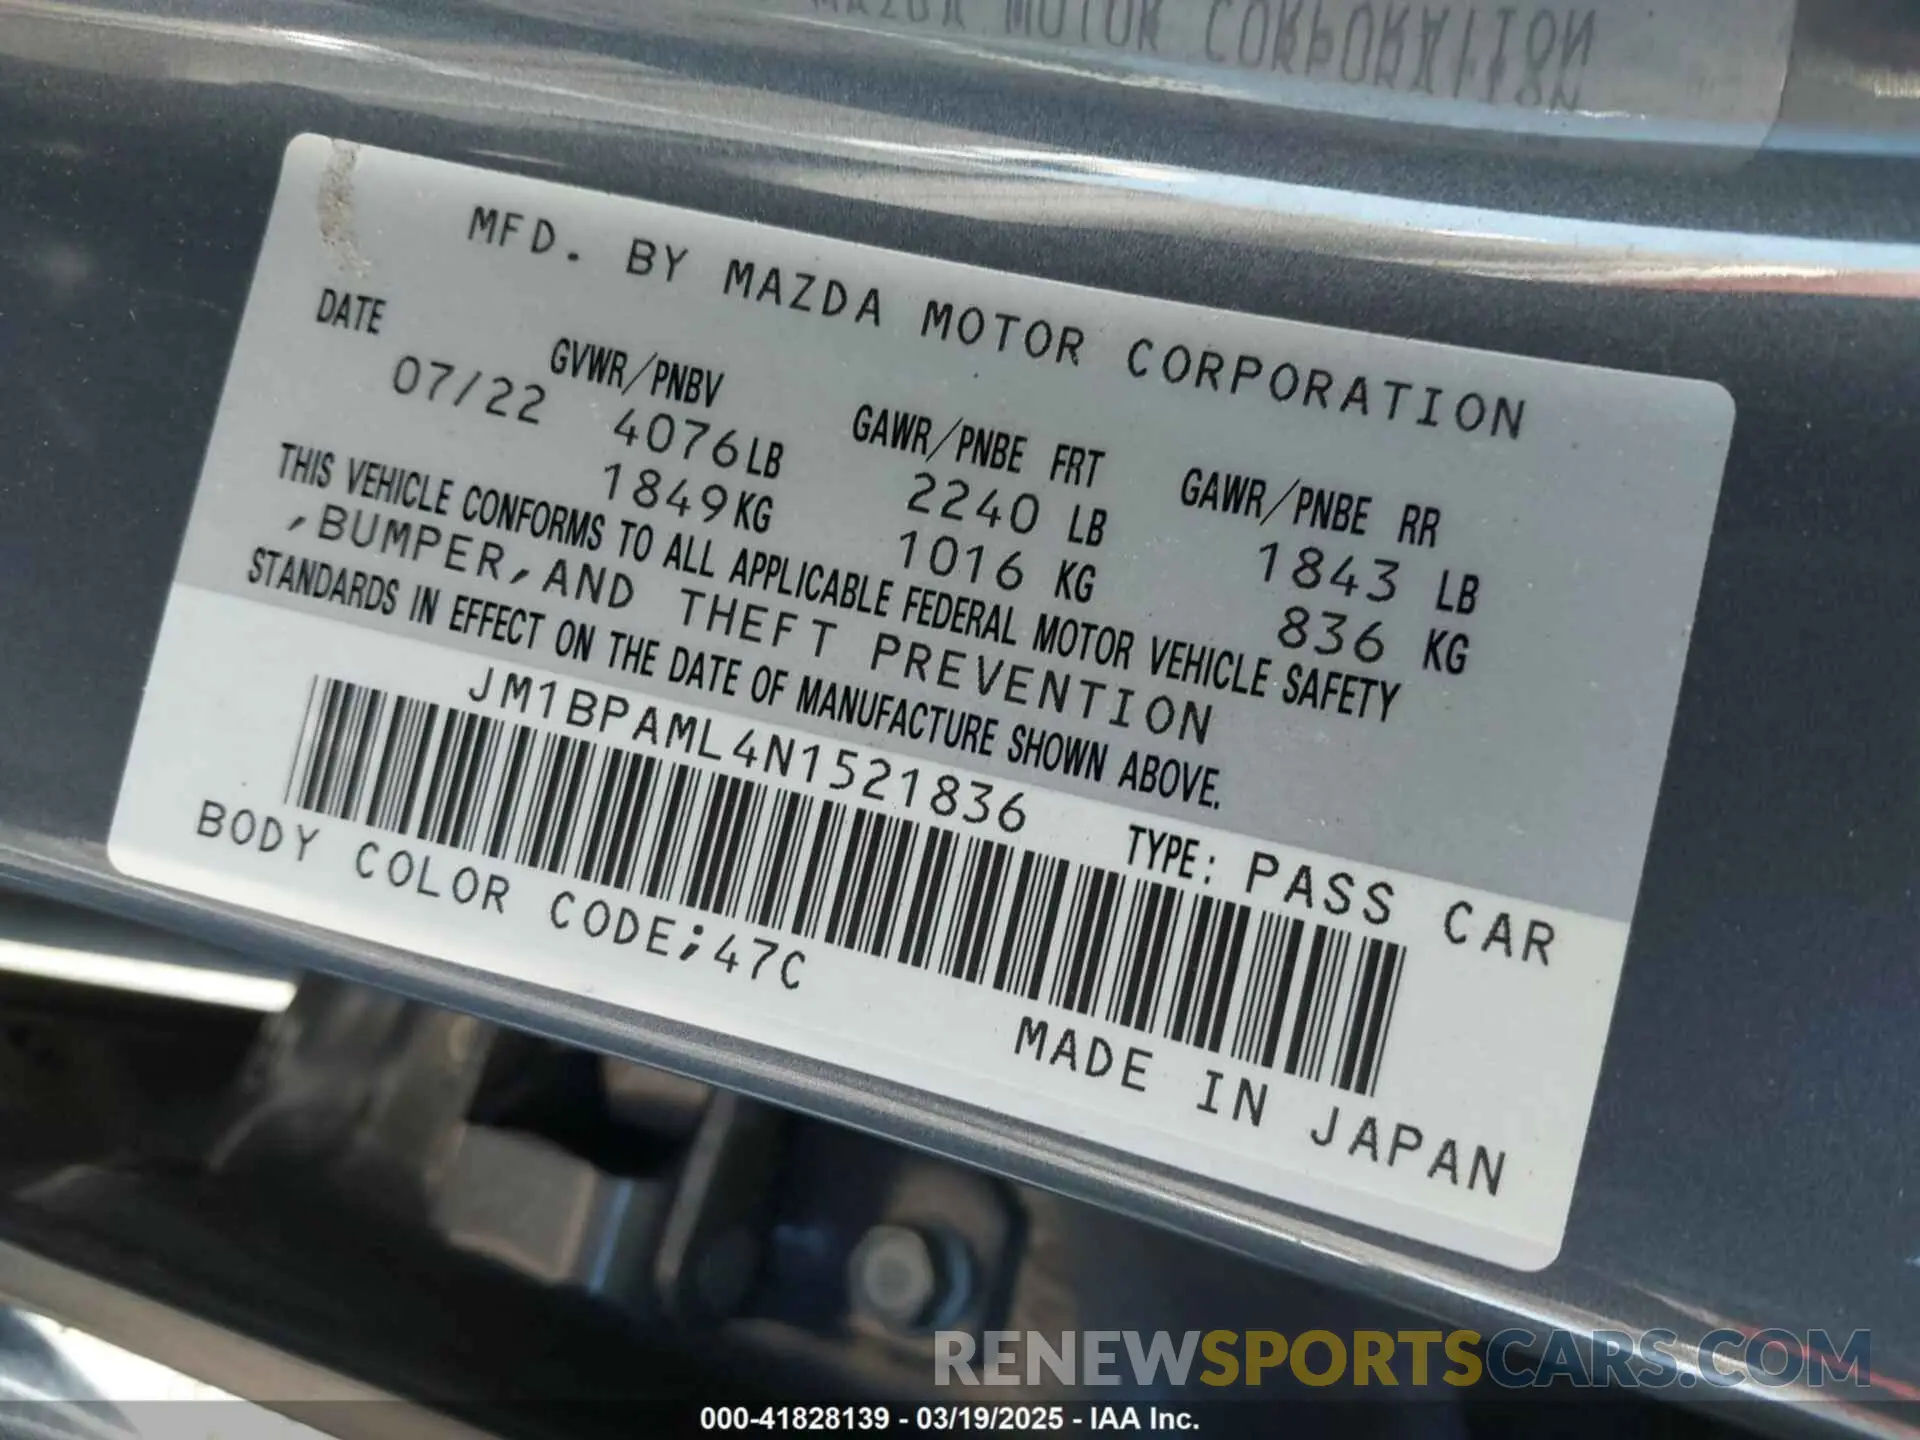 MAZDA MOTOR CORPORATION
MFD. BY MAZDA MOTOR CORPORATION
DATE GVWR/PNBV GAWR/PNBE FRT GAWR/PNBE RR
07/22 4076LB 2240 LB 1843 LB
1849KG 1016 KG 836 KG
THIS VEHICLE CONFORMS TO ALL APPLICABLE FEDERAL MOTOR VEHICLE SAFETY
,BUMPER,AND THEFT PREVENTION
STANDARDS IN EFFECT ON THE DATE OF MANUFACTURE SHOWN ABOVE.
JM1BPAML4N1521836 TYPE: PASS CAR
BODY COLOR CODE;47C
MADE IN JAPAN
RENEWSPORTSCARS.COM
000-41828139 - 03/19/2025 - IAA Inc.